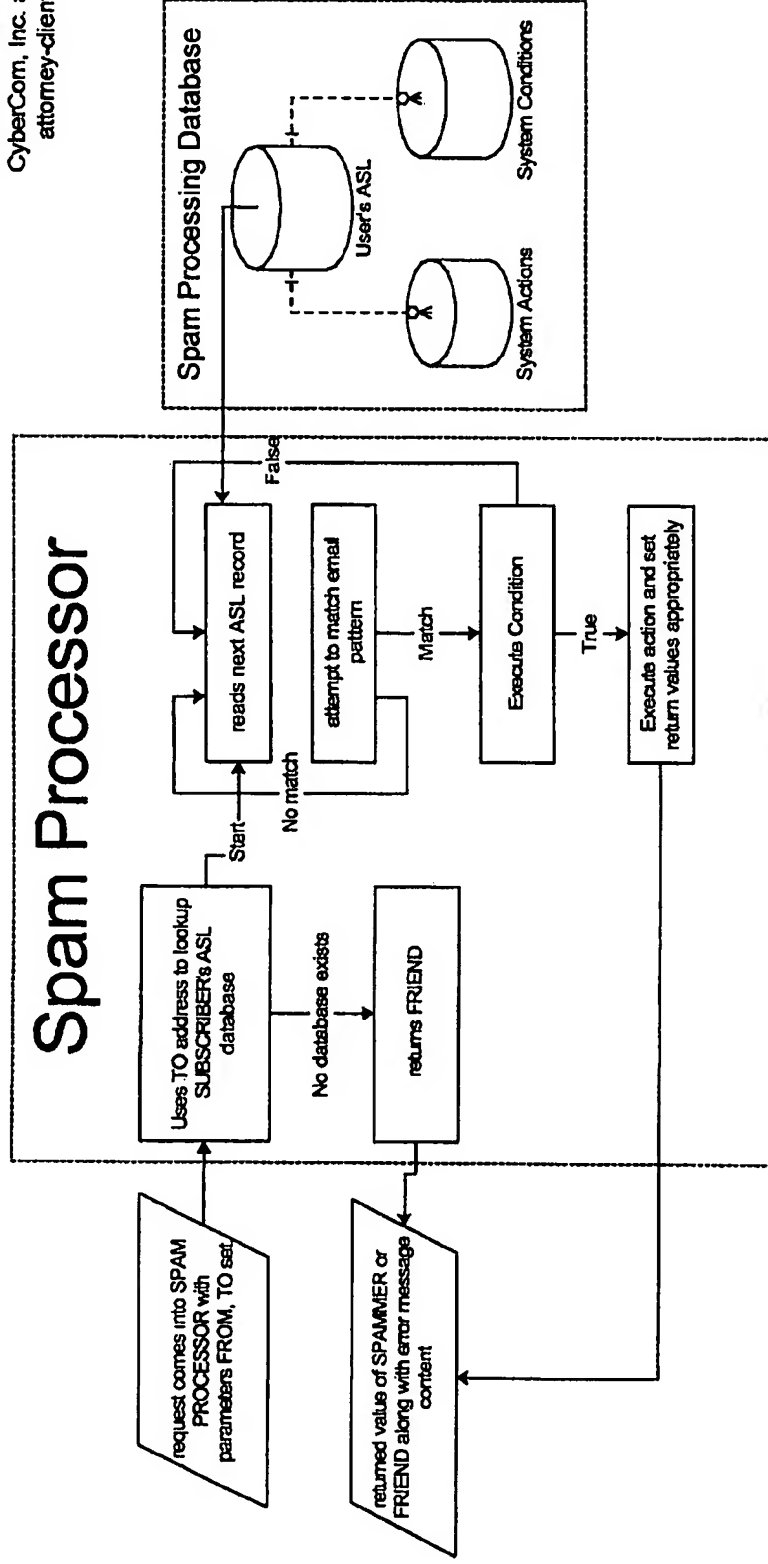 CyberCom, Inc. a
attorney-client
Spam Processor
request comes into SPAM
PROCESSOR with
parameters FROM, TO set
Uses TO address to lookup
SUBSCRIBER's ASL
database
Start
reads next ASL record
False
No match
attempt to match email
pattern
Match
Execute Condition
True
Execute action and set
return values appropriately
No database exists
returns FRIEND
returned value of SPAMMER or
FRIEND along with error message
content
Spam Processing Database
User's ASL
System Actions
System Conditions